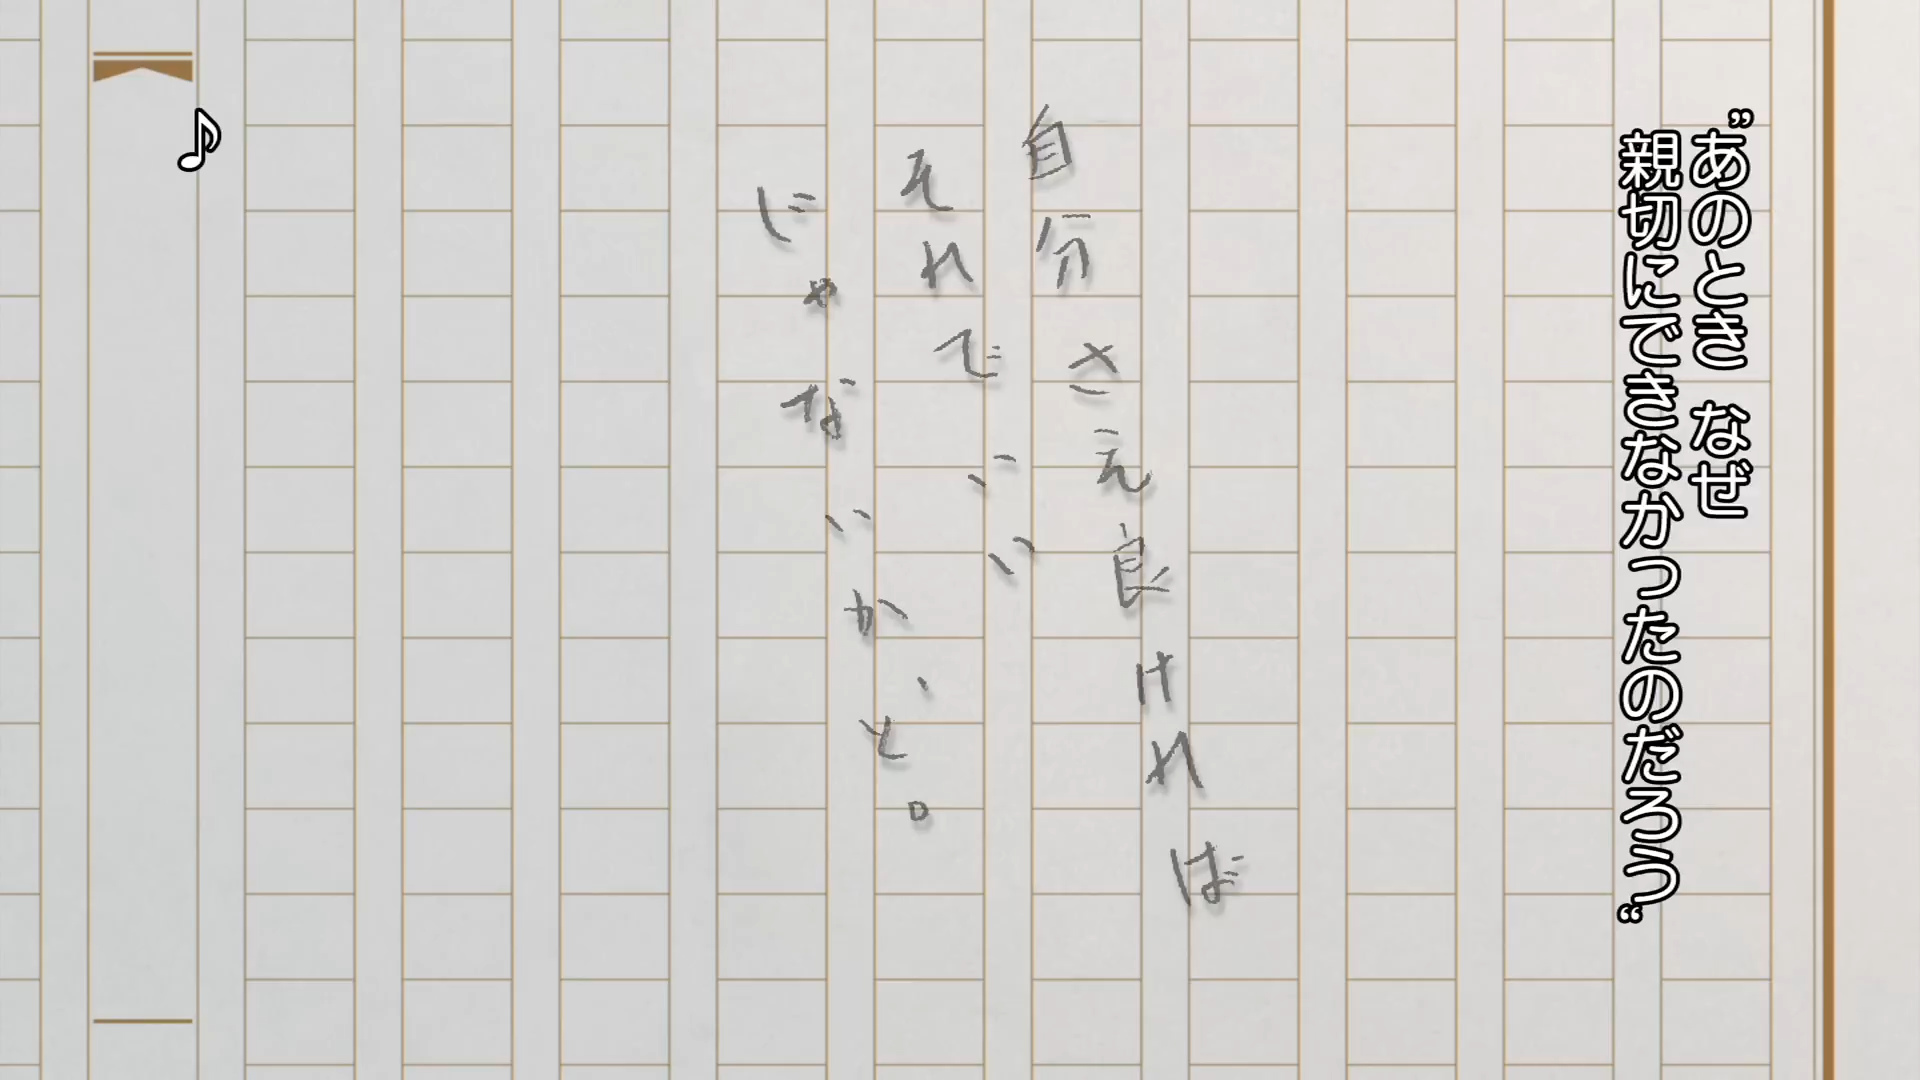 ”あのとき なぜ
親切にできなかったのだろう“
自分さえ良ければ
それでいい
じゃないか、と。
♪